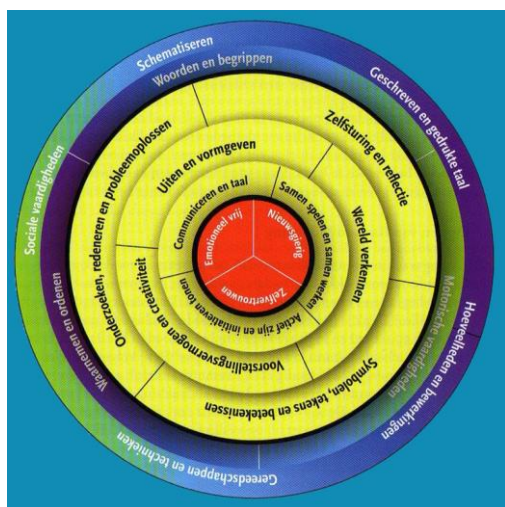 Schematiseren
Woorden en begrippen
Geschreven en gedrukte taal
Sociale vaardigheden
Motorische vaardigheden
Hoeveelheden en bewerkingen
Waarnemen en ordenen
Gereedschappen en technieken
Onderzoeken, redeneren en probleemoplossen
Zelfsturing en reflectie
Symbolen, tekens en betekenissen
Uiten en vormgeven
Wereld verkennen
Voorstellingsvermogen en creativiteit
Communiceren en taal
Samen spelen en samen werken
Actief zijn en initiatieven tonen
Emotioneel vrij
Nieuwsgierig
Zelfvertrouwen